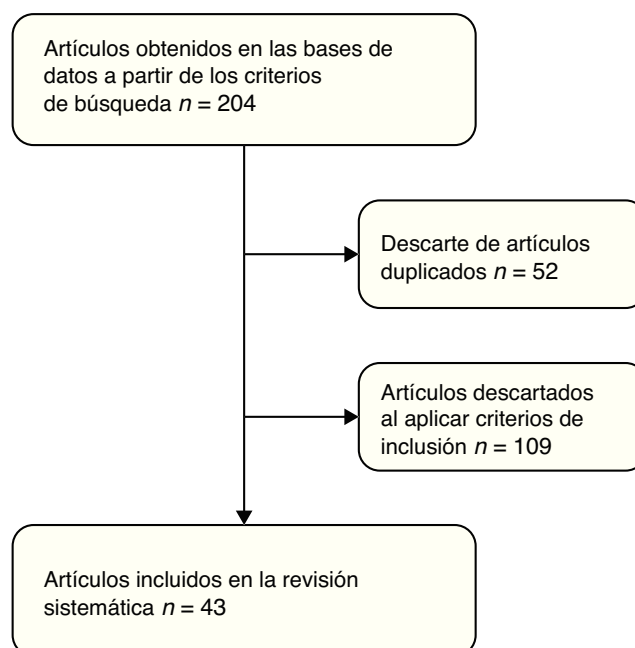 Artículos obtenidos en las bases de
datos a partir de los criterios
de búsqueda n = 204
Descarte de artículos
duplicados n = 52
Artículos descartados
al aplicar criterios de
inclusión n = 109
Artículos incluidos en la revisión
sistemática n = 43